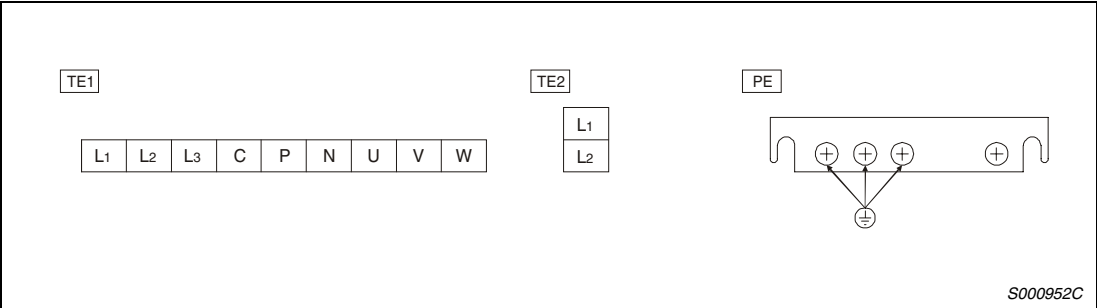 TE1 TE2 PE
L1
L1 L2 L3 C P N U V W L2
S000952C